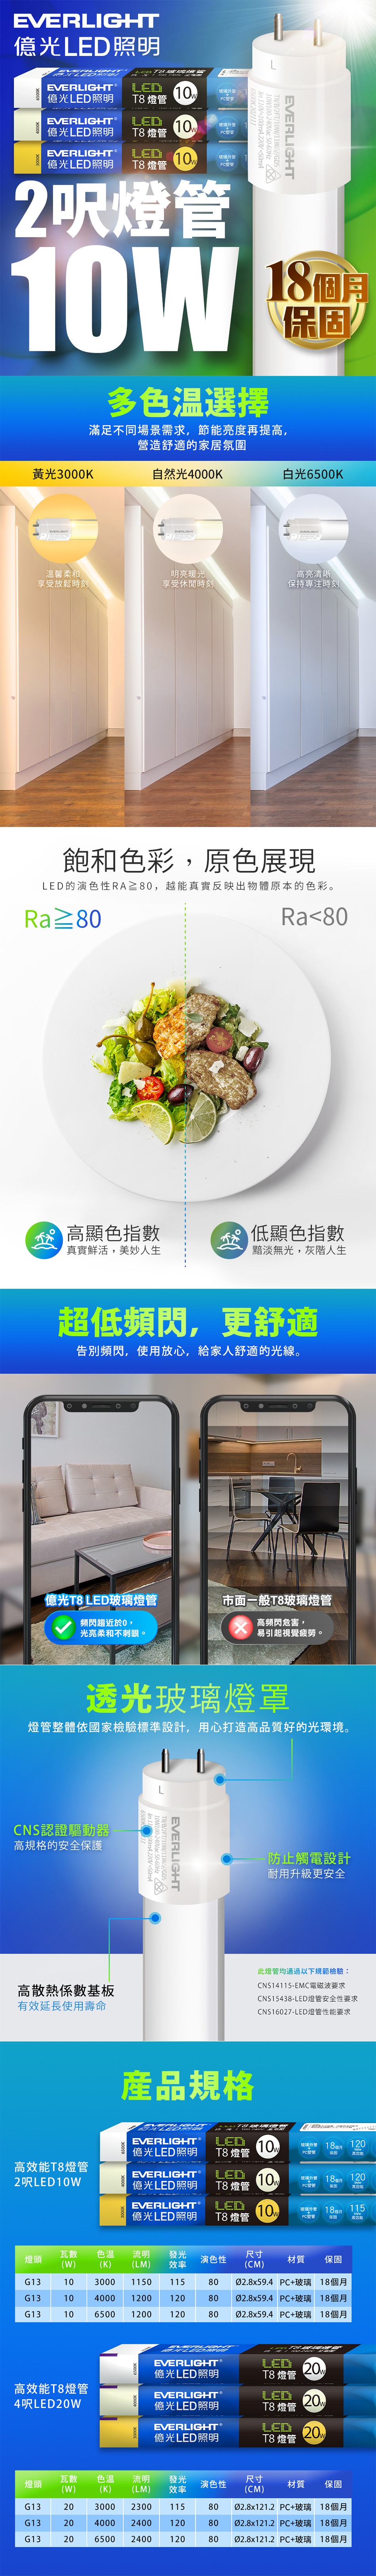 EVERLIGHT
億光LED照明
EVERLIGHT
億光LED照明
LED
T8 燈管
10W
EVERLIGHT
億光LED照明
LED
T8 燈管
10W
EVERLIGHT
億光LED照明
LED
T8 燈管
10W
L
EVERLIGHT
2呎燈管
10W
18個月
保固
多色温選擇
滿足不同場景需求，節能亮度再提高，
營造舒適的家居氛圍
黃光3000K
自然光4000K
白光6500K
溫馨柔和
享受放鬆時刻
明亮暖光
享受休閒時刻
高亮清晰
保持專注時刻
飽和色彩，原色展現
LED的演色性RA≧80，越能真實反映出物體原本的色彩。
Ra≧80
Ra<80
高顯色指數
真實鮮活，美妙人生
低顯色指數
黯淡無光，灰階人生
超低頻閃，更舒適
告別頻閃，使用放心，給家人舒適的光線。
億光T8 LED玻璃燈管
頻閃趨近於0，
光亮柔和不刺眼。
市面一般T8玻璃燈管
高頻閃危害，
易引起視覺疲勞。
透光玻璃燈罩
燈管整體依國家檢驗標準設計，用心打造高品質好的光環境。
L
EVERLIGHT
CNS認證驅動器
高規格的安全保護
防止觸電設計
耐用升級更安全
高散熱係數基板
有效延長使用壽命
此燈管均通過以下規範檢驗：
CNS14115-EMC電磁波要求
CNS15438-LED燈管安全性要求
CNS16027-LED燈管性能要求
産品規格
高效能T8燈管
2呎LED10W
EVERLIGHT
億光LED照明
LED
T8 燈管
10W
18個月
120
EVERLIGHT
億光LED照明
LED
T8 燈管
10W
18個月
120
EVERLIGHT
億光LED照明
LED
T8 燈管
10W
18個月
115
燈頭 瓦數(W) 色溫(K) 流明(LM) 發光效率 演色性 尺寸(CM) 材質 保固
G13 10 3000 1150 115 80 Ø2.8x59.4 PC+玻璃 18個月
G13 10 4000 1200 120 80 Ø2.8x59.4 PC+玻璃 18個月
G13 10 6500 1200 120 80 Ø2.8x59.4 PC+玻璃 18個月
高效能T8燈管
4呎LED20W
EVERLIGHT
億光LED照明
LED
T8 燈管
20W
EVERLIGHT
億光LED照明
LED
T8 燈管
20W
EVERLIGHT
億光LED照明
LED
T8 燈管
20W
燈頭 瓦數(W) 色溫(K) 流明(LM) 發光效率 演色性 尺寸(CM) 材質 保固
G13 20 3000 2300 115 80 Ø2.8x121.2 PC+玻璃 18個月
G13 20 4000 2400 120 80 Ø2.8x121.2 PC+玻璃 18個月
G13 20 6500 2400 120 80 Ø2.8x121.2 PC+玻璃 18個月